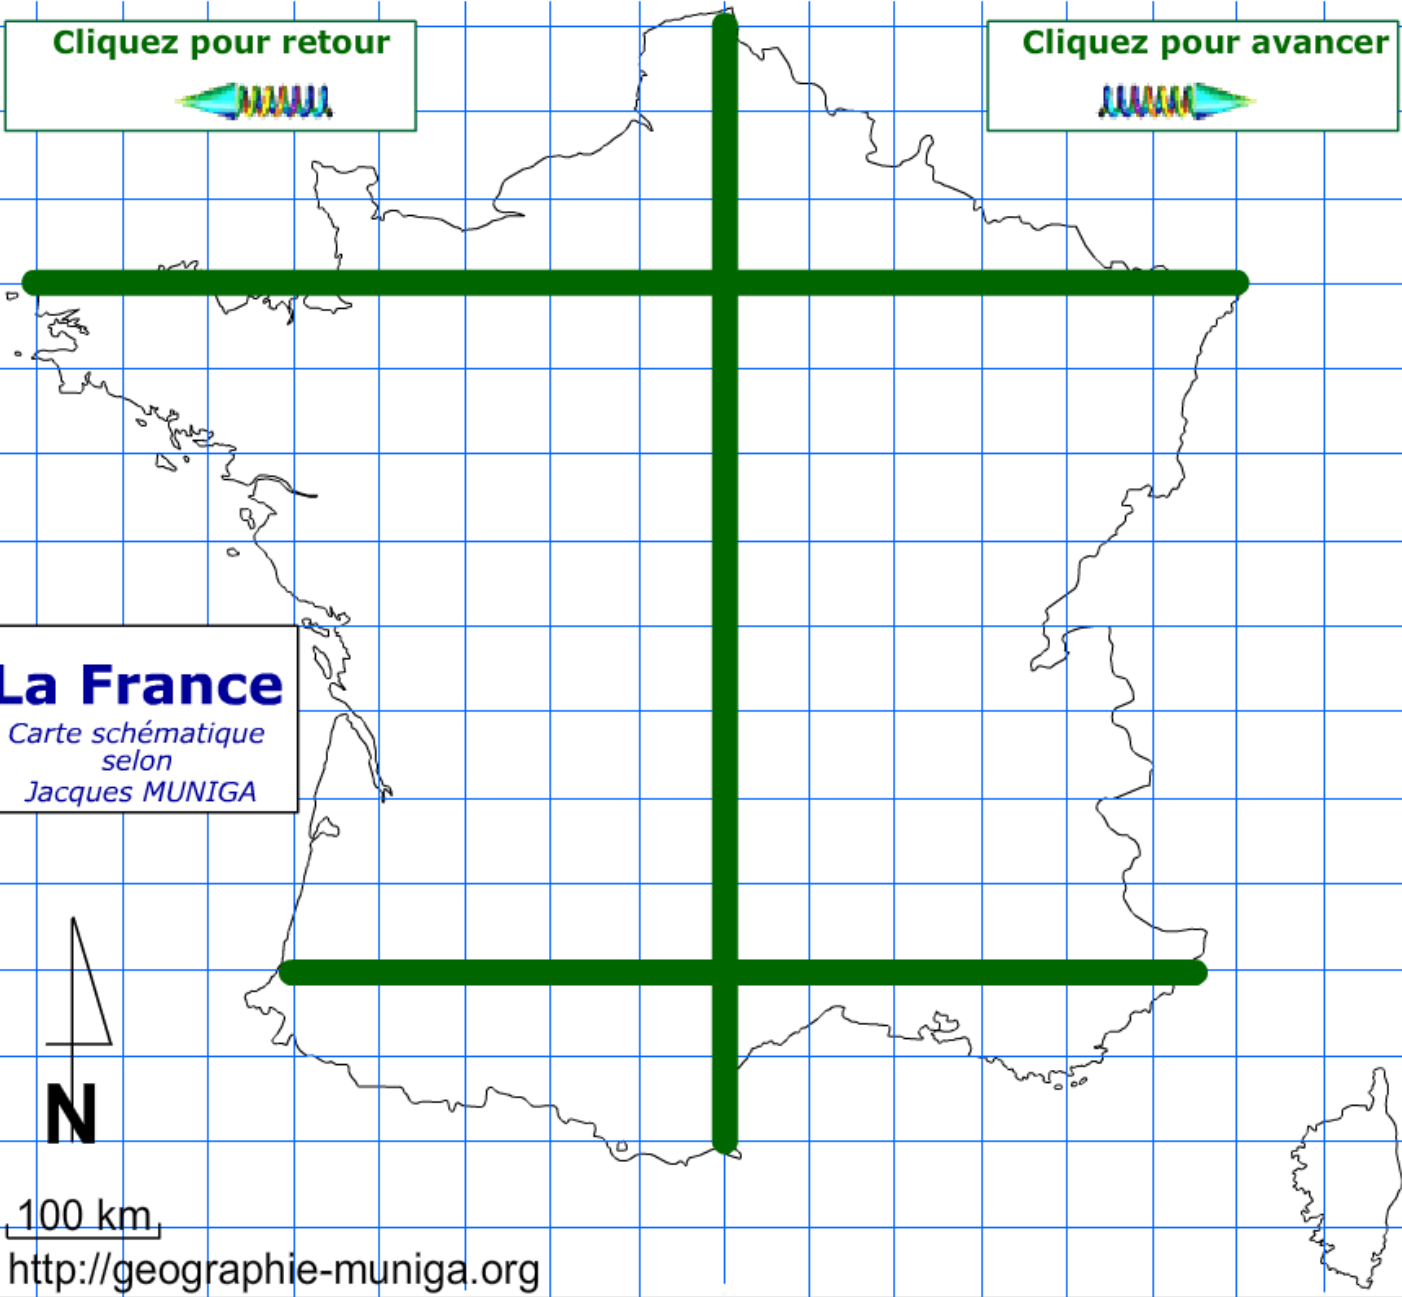 Cliquez pour retour
Cliquez pour avancer
La France
Carte schématique
selon
Jacques MUNIGA
N
100 km
http://geographie-muniga.org